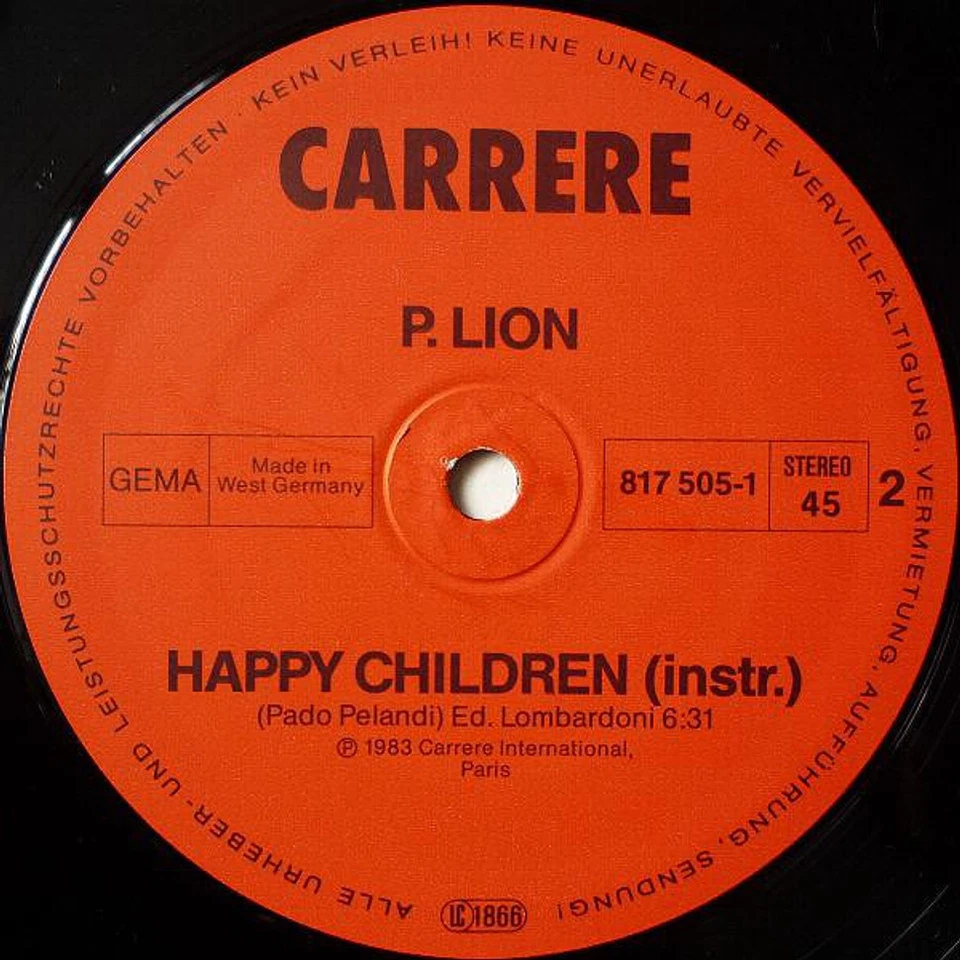 ALLE URHEBER- UND LEISTUNGSSCHUTZRECHTE VORBEHALTEN · KEIN VERLEIH! KEINE UNERLAUBTE VERVIELFÄLTIGUNG, VERMIETUNG, AUFFÜHRUNG, SENDUNG!
CARRERE
P. LION
GEMA
Made in
West Germany
817 505-1
STEREO
45
2
HAPPY CHILDREN (instr.)
(Pado Pelandi) Ed. Lombardoni 6:31
℗ 1983 Carrere International,
Paris
LC 1866